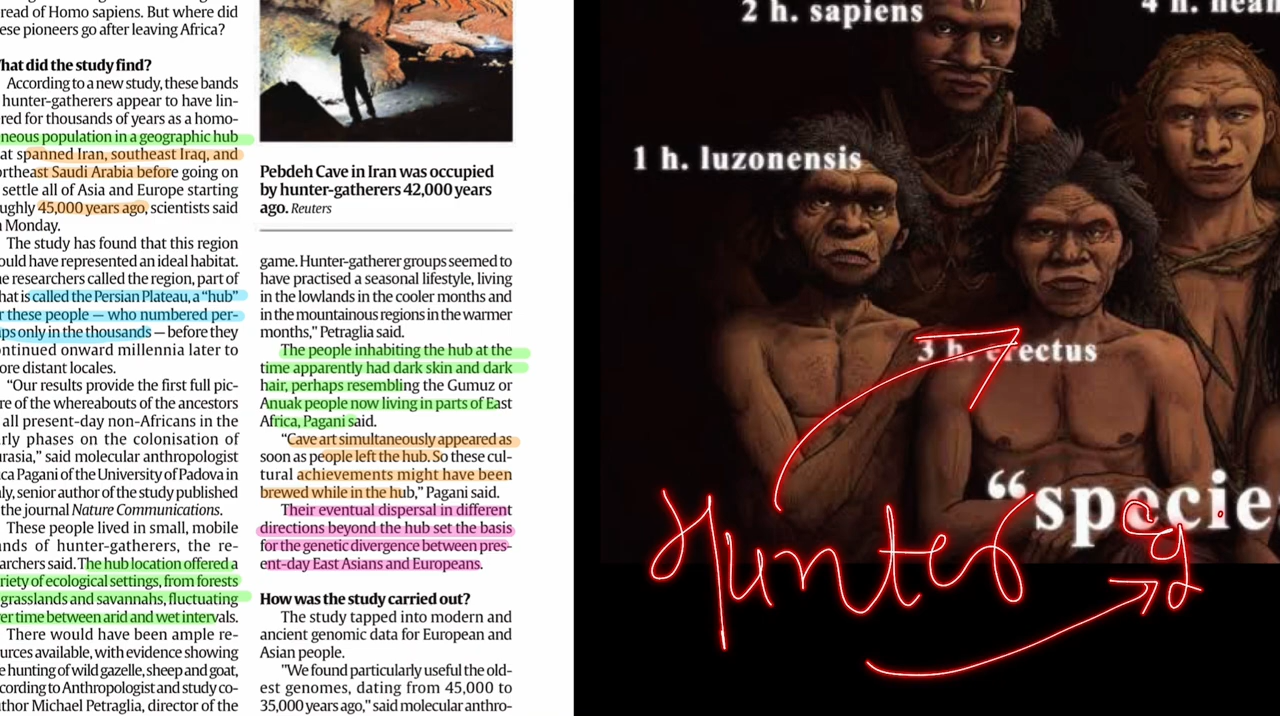 read of Homo sapiens. But where did
ese pioneers go after leaving Africa?
hat did the study find?
According to a new study, these bands
hunter-gatherers appear to have lin-
red for thousands of years as a homo-
neous population in a geographic hub
at spanned Iran, southeast Iraq, and
rtheast Saudi Arabia before going on
settle all of Asia and Europe starting
ughly 45,000 years ago, scientists said
n Monday.
The study has found that this region
ould have represented an ideal habitat.
he researchers called the region, part of
hat is called the Persian Plateau, a “hub”
r these people — who numbered per-
ps only in the thousands — before they
ontinued onward millennia later to
ore distant locales.
“Our results provide the first full pic-
re of the whereabouts of the ancestors
all present-day non-Africans in the
rly phases on the colonisation of
urasia,” said molecular anthropologist
ca Pagani of the University of Padova in
ly, senior author of the study published
the journal Nature Communications.
These people lived in small, mobile
nds of hunter-gatherers, the re-
archers said. The hub location offered a
riety of ecological settings, from forests
grasslands and savannahs, fluctuating
er time between arid and wet intervals.
There would have been ample re-
urces available, with evidence showing
e hunting of wild gazelle, sheep and goat,
cording to Anthropologist and study co-
thor Michael Petraglia, director of the
Pebdeh Cave in Iran was occupied
by hunter-gatherers 42,000 years
ago. Reuters
game. Hunter-gatherer groups seemed to
have practised a seasonal lifestyle, living
in the lowlands in the cooler months and
in the mountainous regions in the warmer
months," Petraglia said.
The people inhabiting the hub at the
time apparently had dark skin and dark
hair, perhaps resembling the Gumuz or
Anuak people now living in parts of East
Africa, Pagani said.
“Cave art simultaneously appeared as
soon as people left the hub. So these cul-
tural achievements might have been
brewed while in the hub,” Pagani said.
Their eventual dispersal in different
directions beyond the hub set the basis
for the genetic divergence between pres-
ent-day East Asians and Europeans.
How was the study carried out?
The study tapped into modern and
ancient genomic data for European and
Asian people.
"We found particularly useful the old-
est genomes, dating from 45,000 to
35,000 years ago," said molecular anthro-
2 h. sapiens
4 h. nean
1 h. luzonensis
3 h. erectus
“specie
Hunter